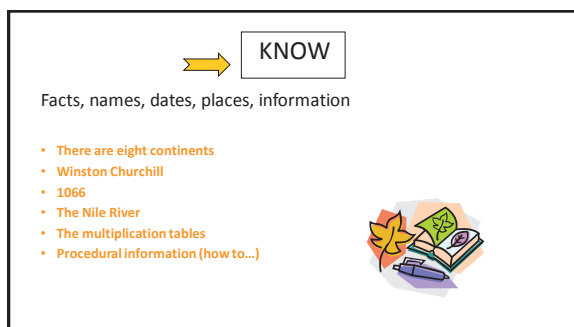 KNOW
Facts, names, dates, places, information
• There are eight continents
• Winston Churchill
• 1066
• The Nile River
• The multiplication tables
• Procedural information (how to…)